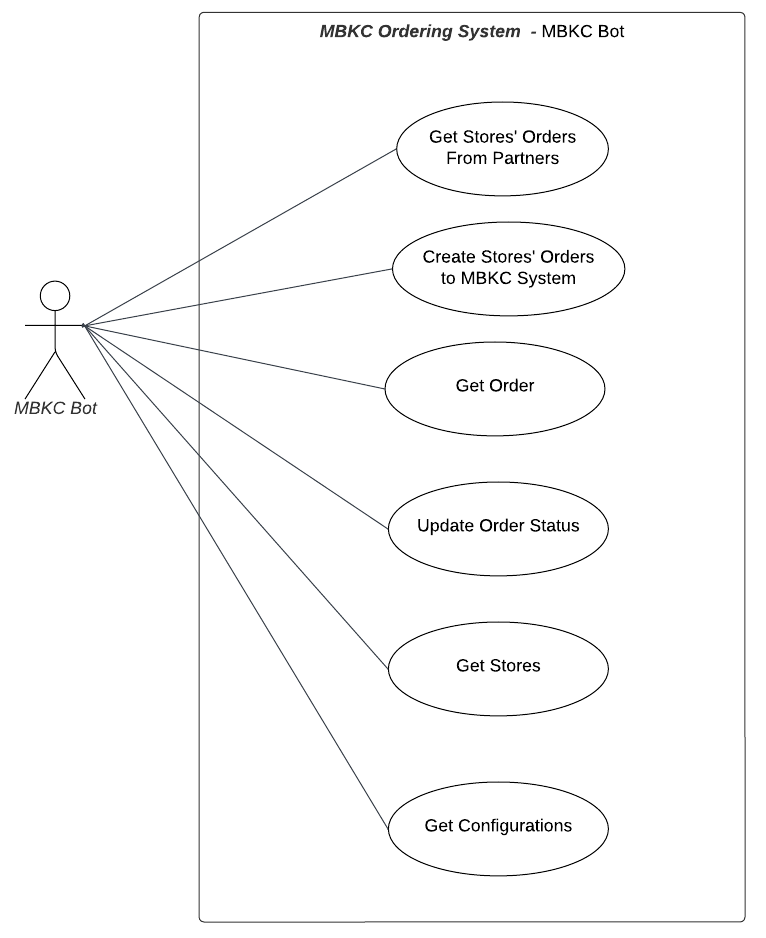 MBKC Ordering System - MBKC Bot
Get Stores' Orders
From Partners
Create Stores' Orders
to MBKC System
Get Order
MBKC Bot
Update Order Status
Get Stores
Get Configurations